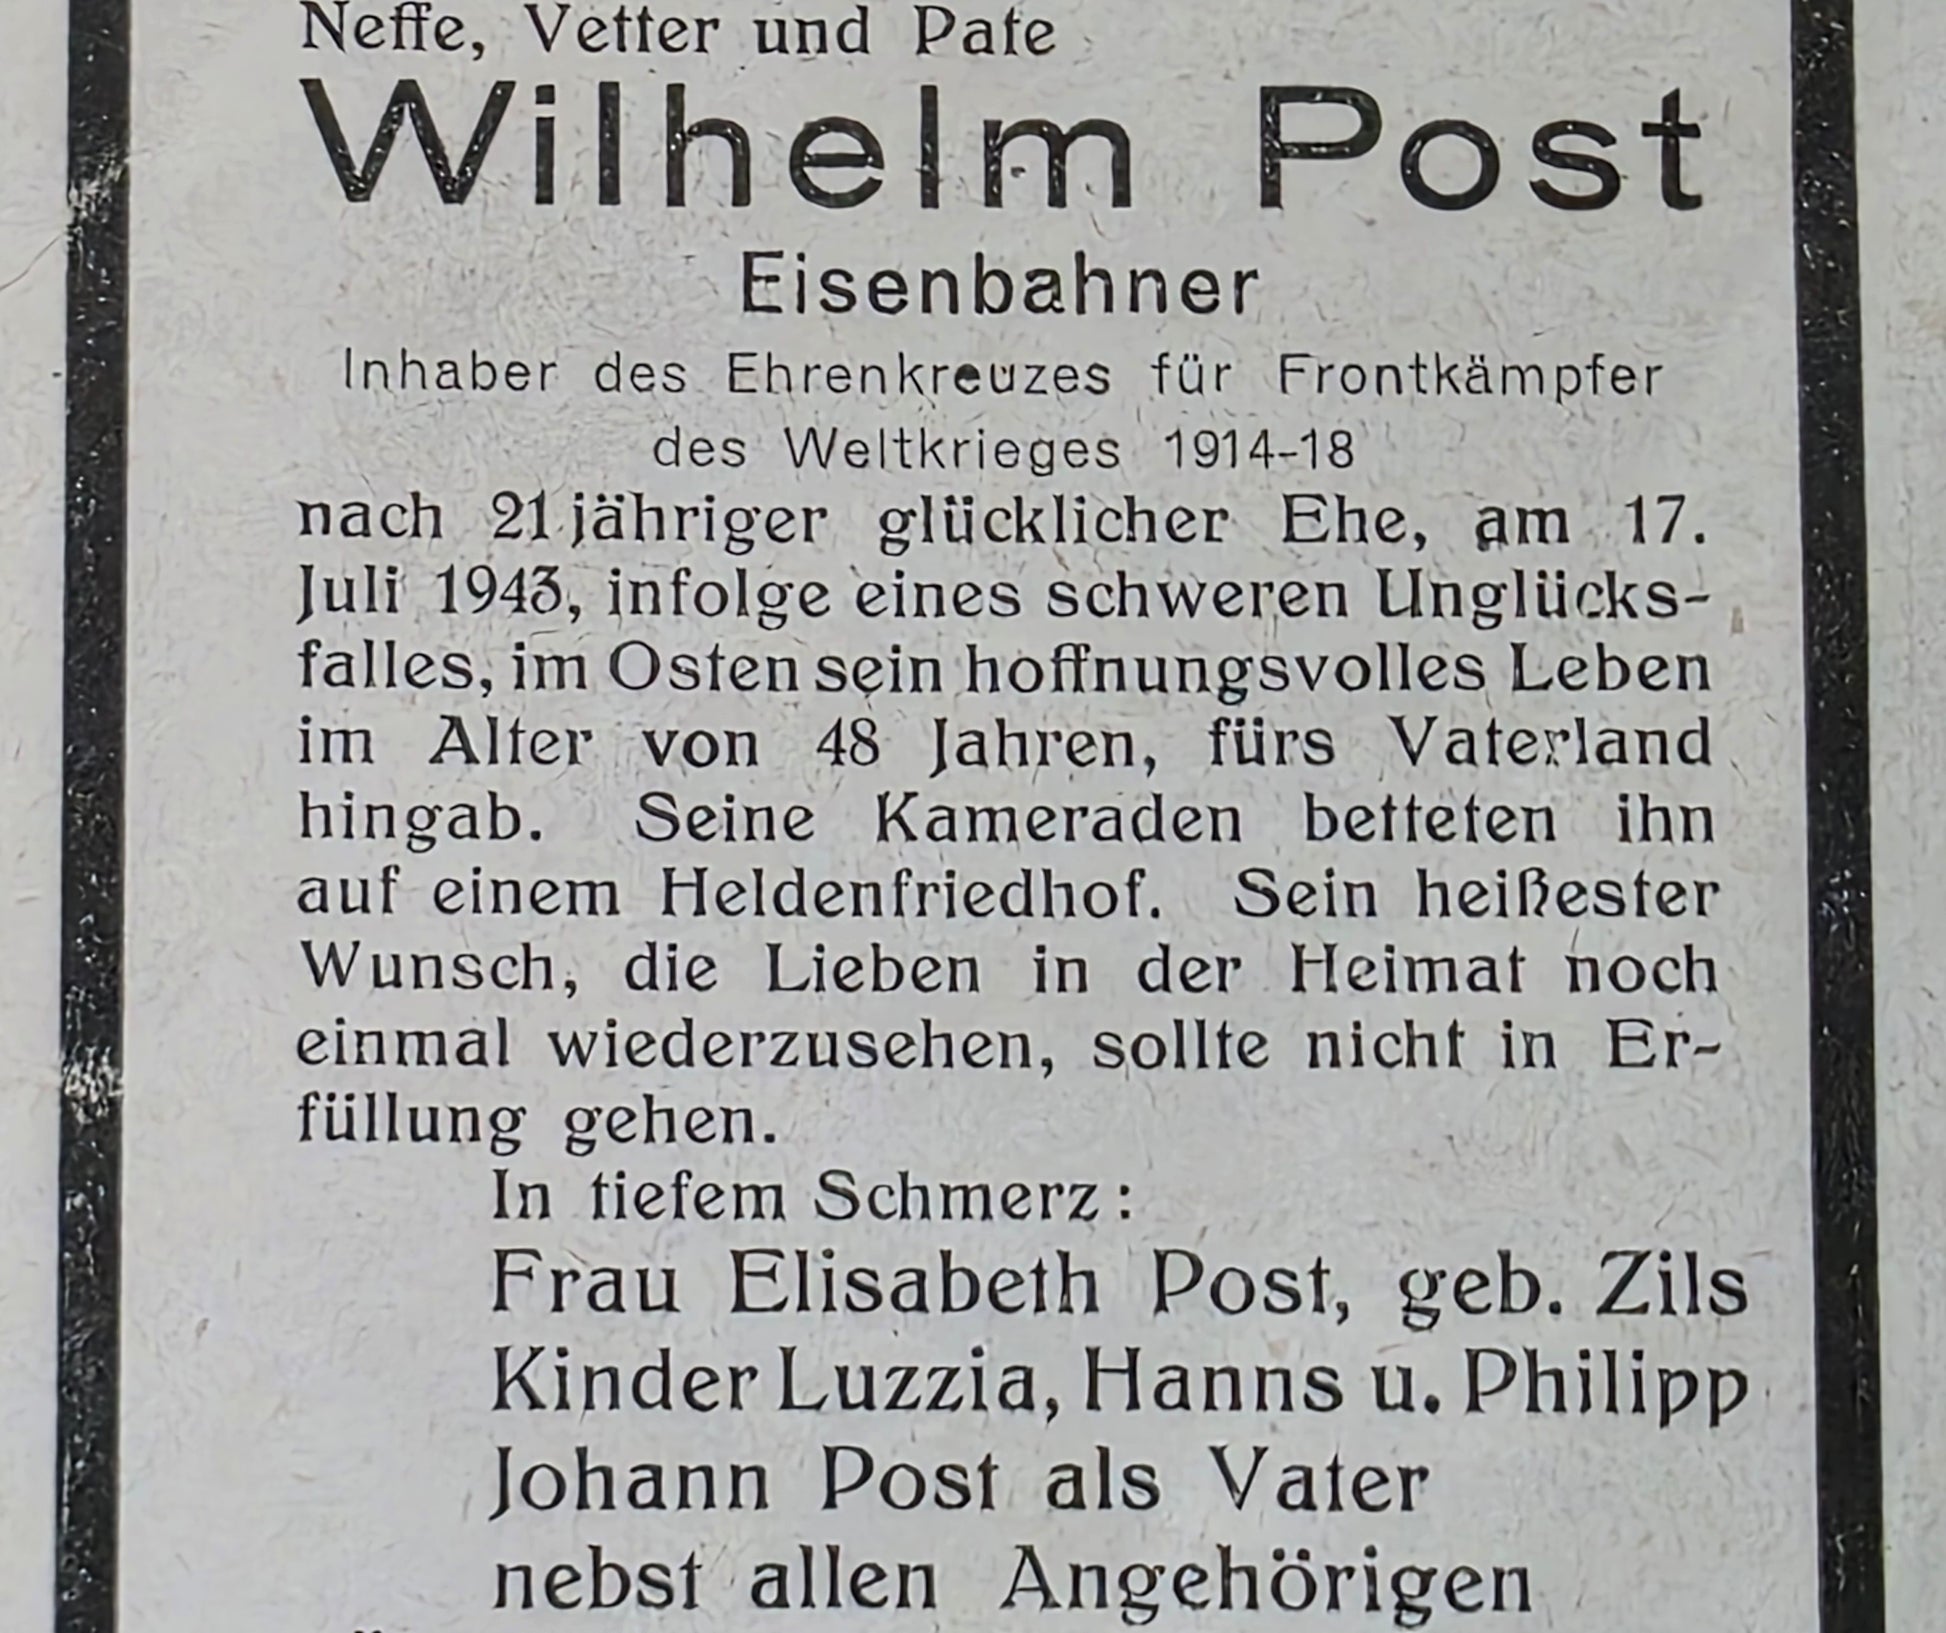 Neffe, Vetter und Pate
Wilhelm Post
Eisenbahner
Inhaber des Ehrenkreuzes für Frontkämpfer
des Weltkrieges 1914-18
nach 21jähriger glücklicher Ehe, am 17.
Juli 1943, infolge eines schweren Unglücks-
falles, im Osten sein hoffnungsvolles Leben
im Alter von 48 Jahren, fürs Vaterland
hingab. Seine Kameraden betteten ihn
auf einem Heldenfriedhof. Sein heißester
Wunsch, die Lieben in der Heimat noch
einmal wiederzusehen, sollte nicht in Er-
füllung gehen.
In tiefem Schmerz:
Frau Elisabeth Post, geb. Zils
Kinder Luzzia, Hanns u. Philipp
Johann Post als Vater
nebst allen Angehörigen